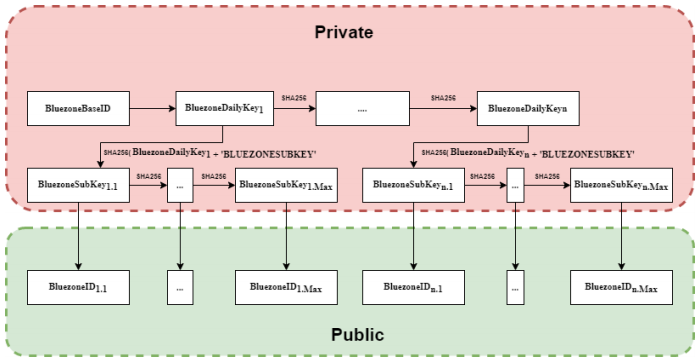 Private
BluezoneBaseID
BluezoneDailyKey1
SHA256
....
SHA256
BluezoneDailyKeyn
SHA256( BluezoneDailyKey1 + 'BLUEZONESUBKEY'
SHA256( BluezoneDailyKeyn + 'BLUEZONESUBKEY'
BluezoneSubKey1.1
SHA256
...
SHA256
BluezoneSubKey1.Max
BluezoneSubKeyn.1
SHA256
...
SHA256
BluezoneSubKeyn.Max
BluezoneID1.1
...
BluezoneID1.Max
BluezoneIDn.1
...
BluezoneIDn.Max
Public